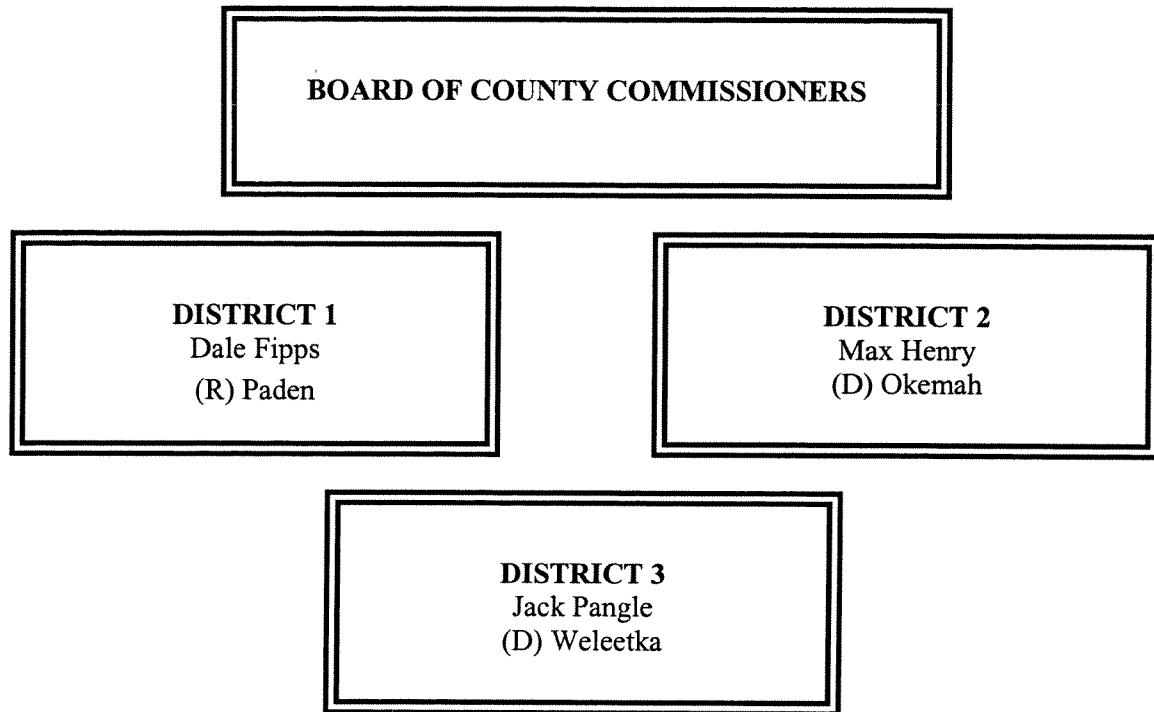 BOARD OF COUNTY COMMISSIONERS
DISTRICT 1
Dale Fipps
(R) Paden
DISTRICT 2
Max Henry
(D) Okemah
DISTRICT 3
Jack Pangle
(D) Weleetka